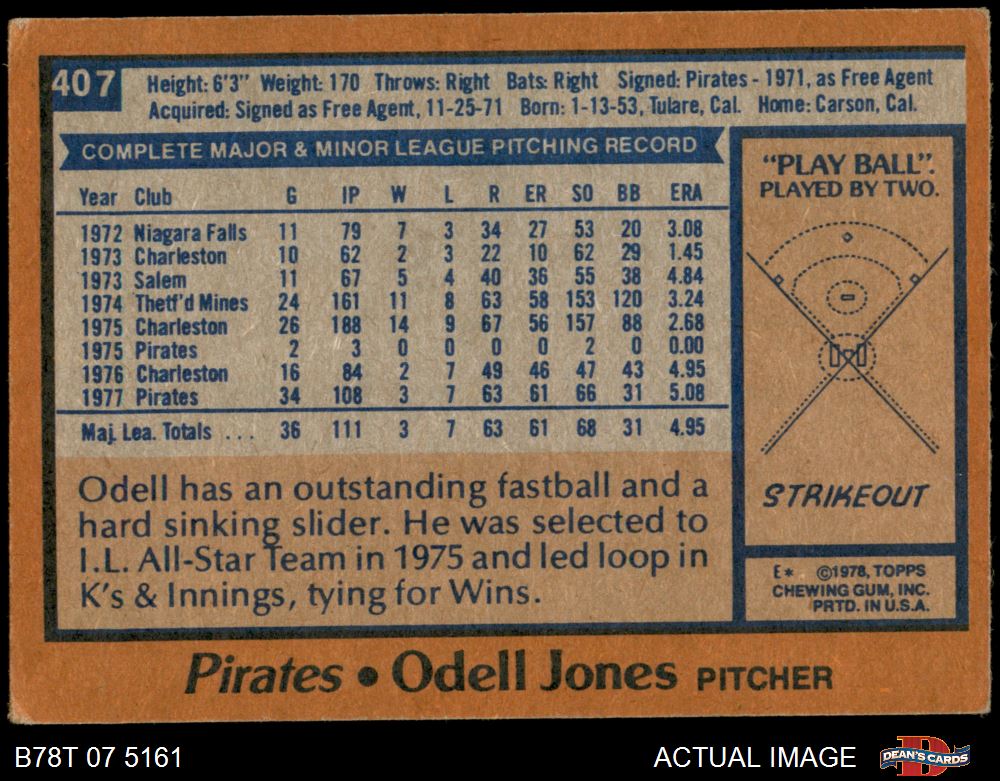 407
Height: 6'3" Weight: 170 Throws: Right Bats: Right Signed: Pirates - 1971, as Free Agent
Acquired: Signed as Free Agent, 11-25-71 Born: 1-13-53, Tulare, Cal. Home: Carson, Cal.
COMPLETE MAJOR & MINOR LEAGUE PITCHING RECORD
Year Club G IP W L R ER SO BB ERA
1972 Niagara Falls 11 79 7 3 34 27 53 20 3.08
1973 Charleston 10 62 2 3 22 10 62 29 1.45
1973 Salem 11 67 5 4 40 36 55 38 4.84
1974 Thetf'd Mines 24 161 11 8 63 58 153 120 3.24
1975 Charleston 26 188 14 9 67 56 157 88 2.68
1975 Pirates 2 3 0 0 0 0 2 0 0.00
1976 Charleston 16 84 2 7 49 46 47 43 4.95
1977 Pirates 34 108 3 7 63 61 66 31 5.08
Maj. Lea. Totals ... 36 111 3 7 63 61 68 31 4.95
Odell has an outstanding fastball and a
hard sinking slider. He was selected to
I.L. All-Star Team in 1975 and led loop in
K's & Innings, tying for Wins.
"PLAY BALL".
PLAYED BY TWO.
STRIKEOUT
E* ©1978, TOPPS
CHEWING GUM, INC.
PRTD. IN U.S.A.
Pirates • Odell Jones PITCHER
B78T 07 5161
ACTUAL IMAGE
DEAN'S CARDS